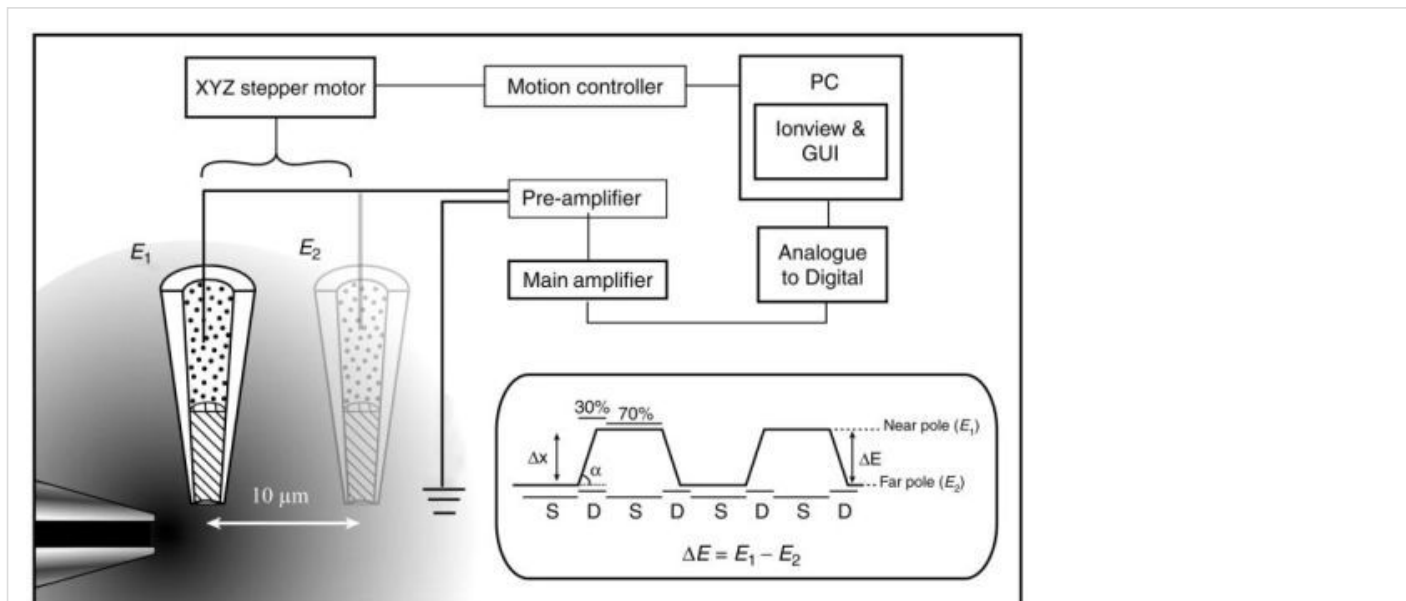 XYZ stepper motor
Motion controller
PC
Ionview &
GUI
Pre-amplifier
E₁
E₂
Analogue
to Digital
Main amplifier
30%
70%
Near pole (E₁)
Δx
α
ΔE
Far pole (E₂)
S D S D S D S D
ΔE = E₁ − E₂
10 μm